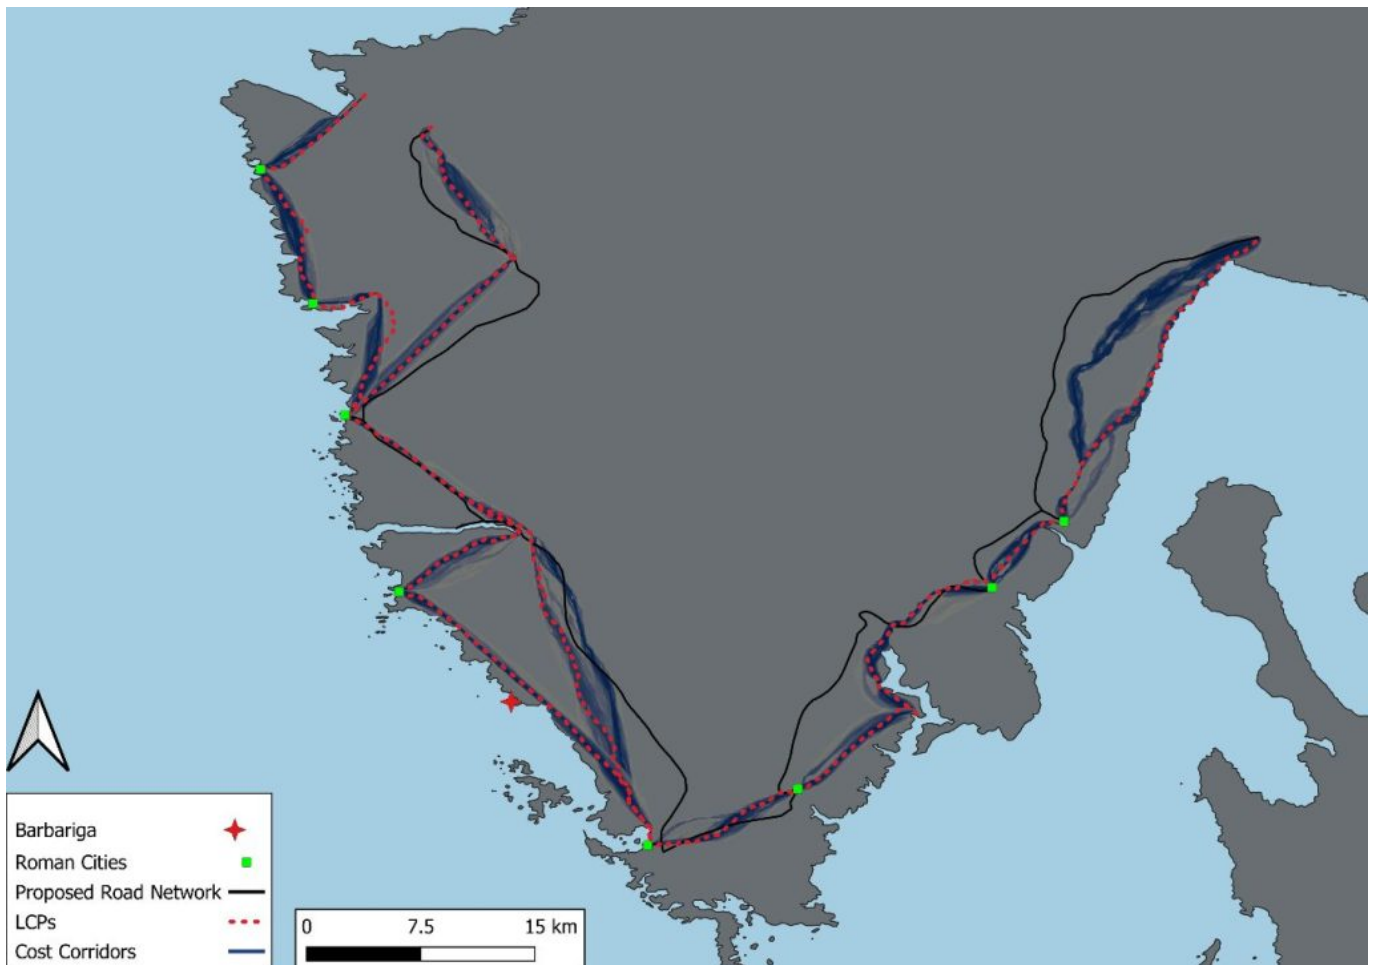 Barbariga
Roman Cities
Proposed Road Network
LCPs
Cost Corridors
0 7.5 15 km